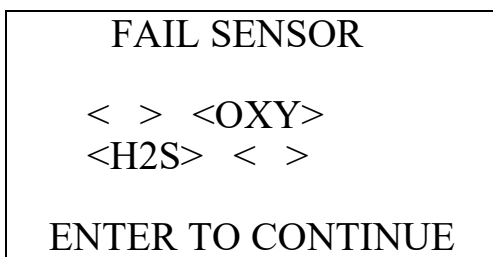 FAIL SENSOR
< > <OXY>
<H2S> < >
ENTER TO CONTINUE